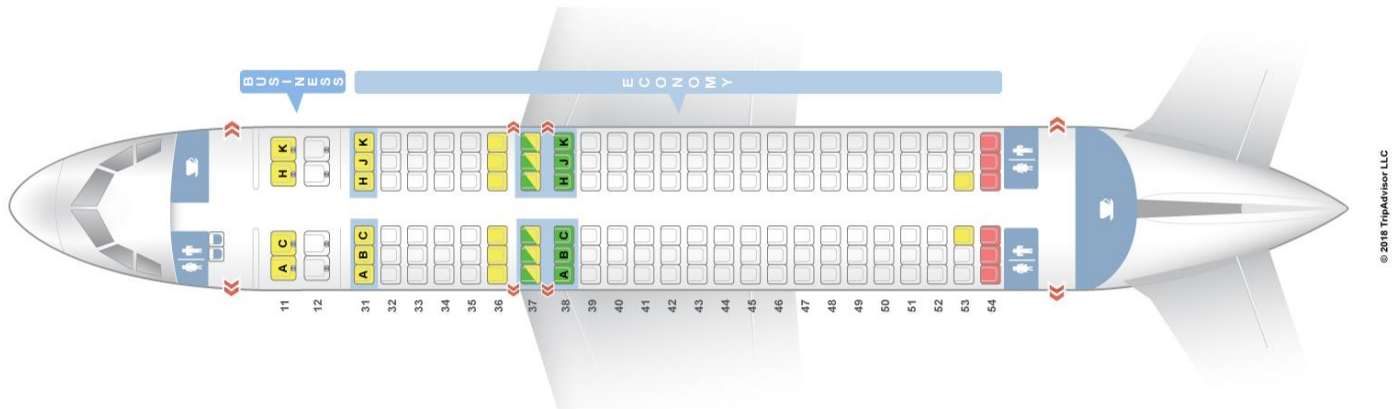 BUSINESS
ECONOMY
K K K
H J J
H H
C C C
A B B
A A
11 12 31 32 33 34 35 36 37 38 39 40 41 42 43 44 45 46 47 48 49 50 51 52 53 54
© 2018 TripAdvisor LLC